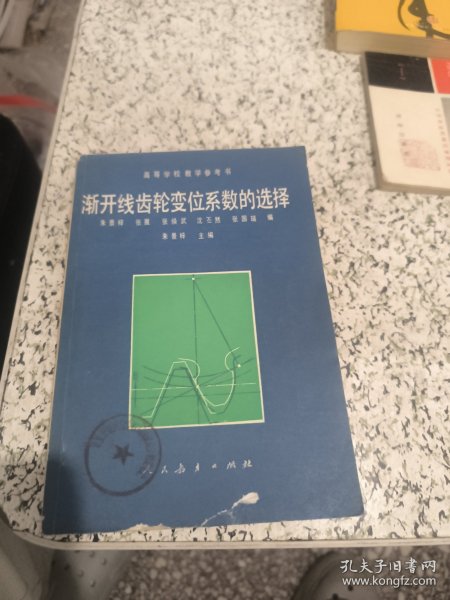 高等学校教学参考书
渐开线齿轮变位系数的选择
朱景梓 张展 张焕武 沈丕然 张国瑞 编
朱景梓 主编
人民教育出版社
孔夫子旧书网
www.kongfz.com